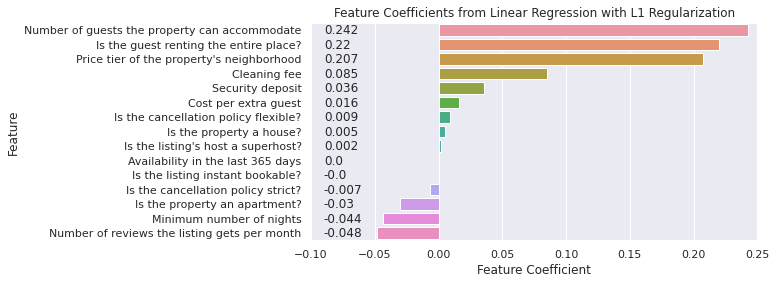 Feature Coefficients from Linear Regression with L1 Regularization
Number of guests the property can accommodate 0.242
Is the guest renting the entire place? 0.22
Price tier of the property's neighborhood 0.207
Cleaning fee 0.085
Security deposit 0.036
Cost per extra guest 0.016
Is the cancellation policy flexible? 0.009
Is the property a house? 0.005
Is the listing's host a superhost? 0.002
Availability in the last 365 days 0.0
Is the listing instant bookable? -0.0
Is the cancellation policy strict? -0.007
Is the property an apartment? -0.03
Minimum number of nights -0.044
Number of reviews the listing gets per month -0.048
Feature
−0.10 −0.05 0.00 0.05 0.10 0.15 0.20 0.25
Feature Coefficient